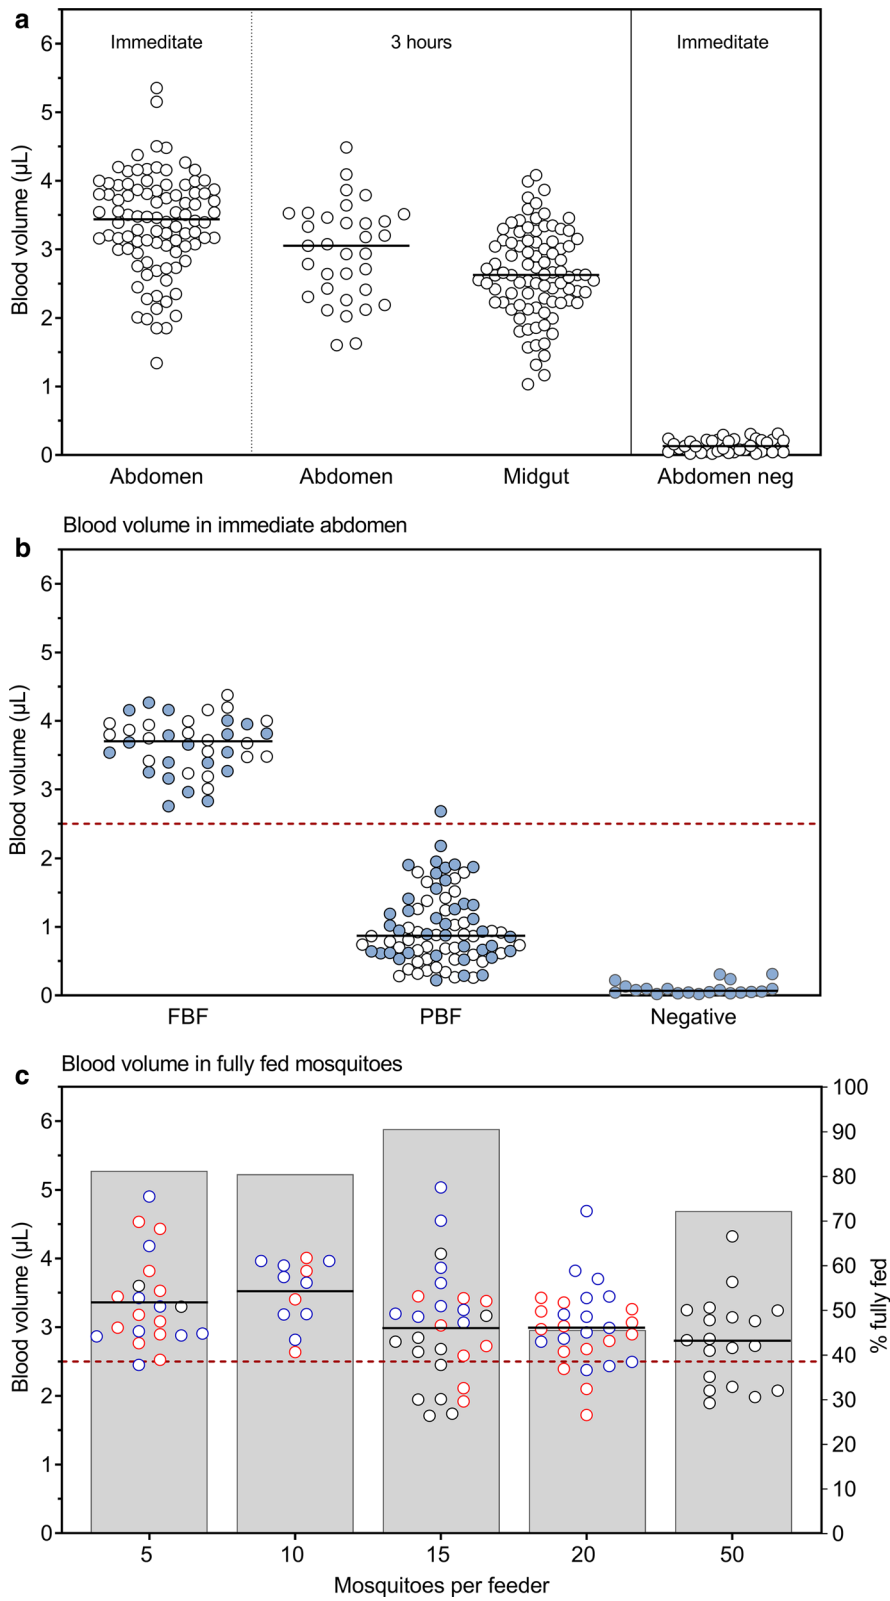 a
Immeditate 3 hours Immeditate
Blood volume (µL)
6
5
4
3
2
1
0
Abdomen Abdomen Midgut Abdomen neg
Blood volume in immediate abdomen
b
Blood volume (µL)
6
5
4
3
2
1
0
FBF PBF Negative
Blood volume in fully fed mosquitoes
c
Blood volume (µL)
6
5
4
3
2
1
0
100
90
80
70
60
50
40
30
20
10
0
% fully fed
5 10 15 20 50
Mosquitoes per feeder